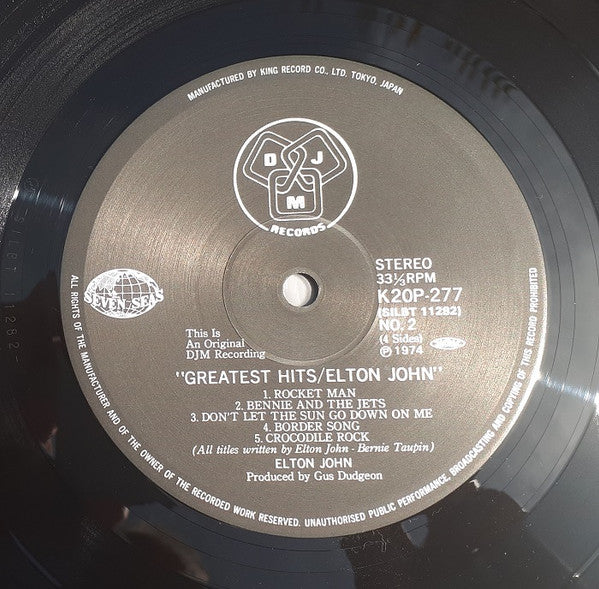 MANUFACTURED BY KING RECORD CO., LTD. TOKYO, JAPAN
D J
M
RECORDS
STEREO
33⅓RPM
K20P-277
(SILBT 11282)
NO. 2
(4 Sides)
Ⓟ 1974
SEVEN SEAS
This Is
An Original
DJM Recording
"GREATEST HITS/ELTON JOHN"
1. ROCKET MAN
2. BENNIE AND THE JETS
3. DON'T LET THE SUN GO DOWN ON ME
4. BORDER SONG
5. CROCODILE ROCK
(All titles written by Elton John - Bernie Taupin)
ELTON JOHN
Produced by Gus Dudgeon
ALL RIGHTS OF THE MANUFACTURER AND OF THE OWNER OF THE RECORDED WORK RESERVED. UNAUTHORISED PUBLIC PERFORMANCE, BROADCASTING AND COPYING OF THIS RECORD PROHIBITED